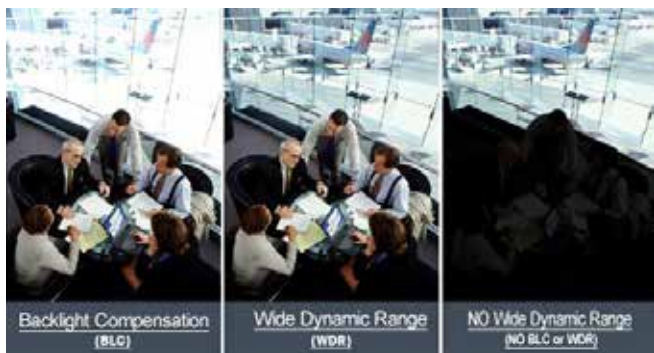 Backlight Compensation
(BLC)
Wide Dynamic Range
(WDR)
NO Wide Dynamic Range
(NO BLC or WDR)